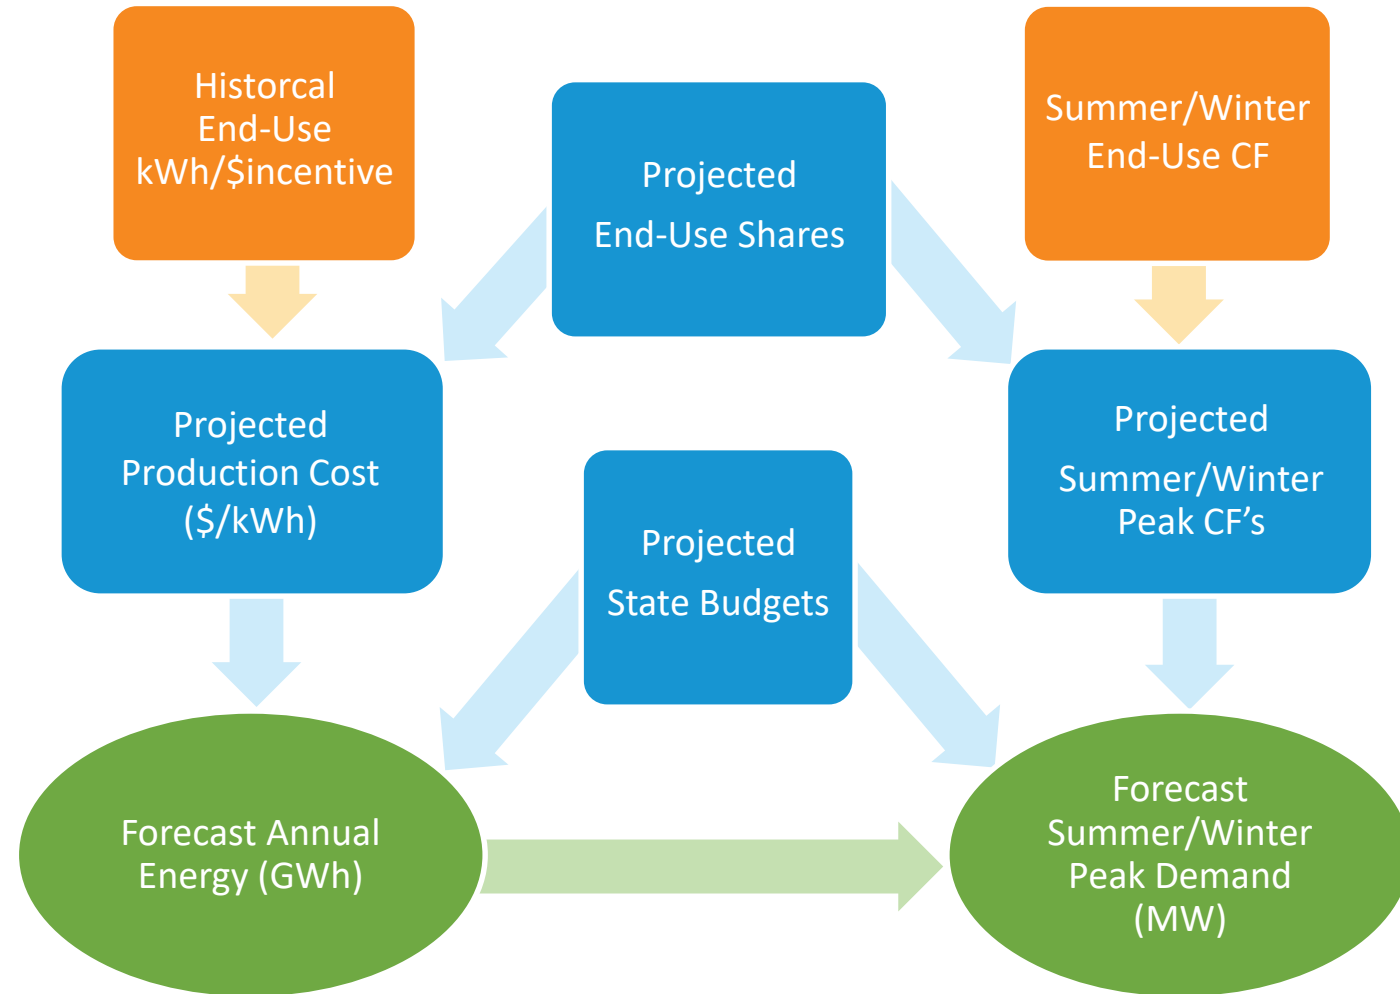 Historcal
End-Use
kWh/$incentive
Projected
End-Use Shares
Summer/Winter
End-Use CF
Projected
Production Cost
($/kWh)
Projected
State Budgets
Projected
Summer/Winter
Peak CF’s
Forecast Annual
Energy (GWh)
Forecast
Summer/Winter
Peak Demand
(MW)